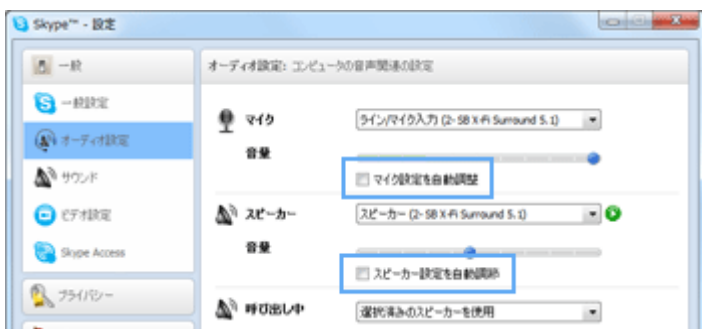 Skype™ - 設定
一般
オーディオ設定: コンピュータの音声関連の設定
一般設定
オーディオ設定
サウンド
ビデオ設定
Skype Access
プライバシー
マイク
ライン/マイク入力 (2- SB X-Fi Surround 5.1)
音量
マイク設定を自動調整
スピーカー
スピーカー (2- SB X-Fi Surround 5.1)
音量
スピーカー設定を自動調節
呼び出し中
選択済みのスピーカーを使用